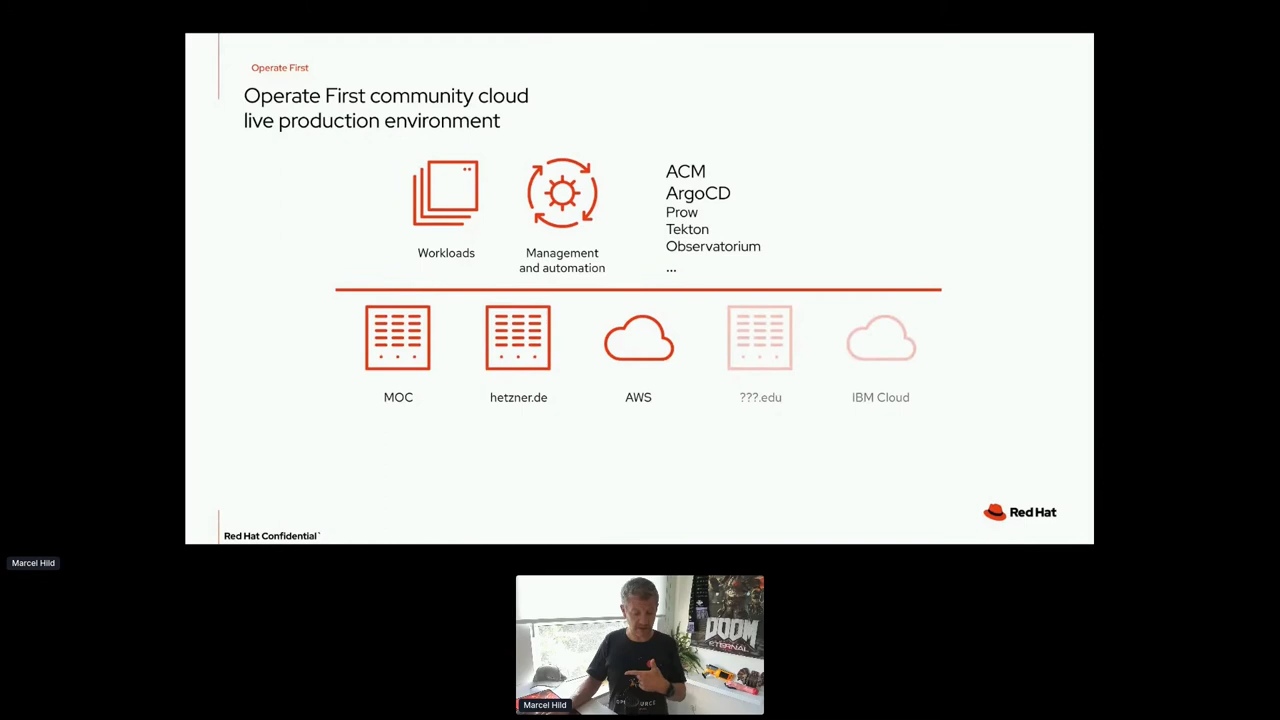 Operate First
Operate First community cloud
live production environment
ACM
ArgoCD
Prow
Tekton
Observatorium
...
Workloads
Management
and automation
MOC
hetzner.de
AWS
???.edu
IBM Cloud
Red Hat
Red Hat Confidential
Marcel Hild
DOOM
ETERNAL
Marcel Hild